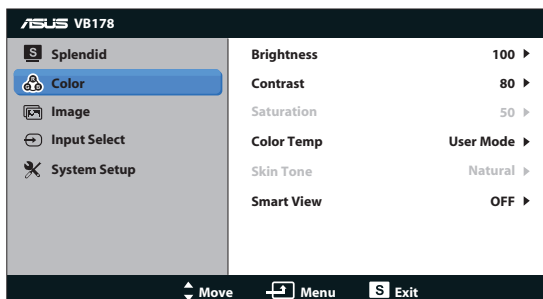 ASUS VB178
S Splendid
Color
Image
Input Select
System Setup
Brightness 100
Contrast 80
Saturation 50
Color Temp User Mode
Skin Tone Natural
Smart View OFF
Move Menu S Exit